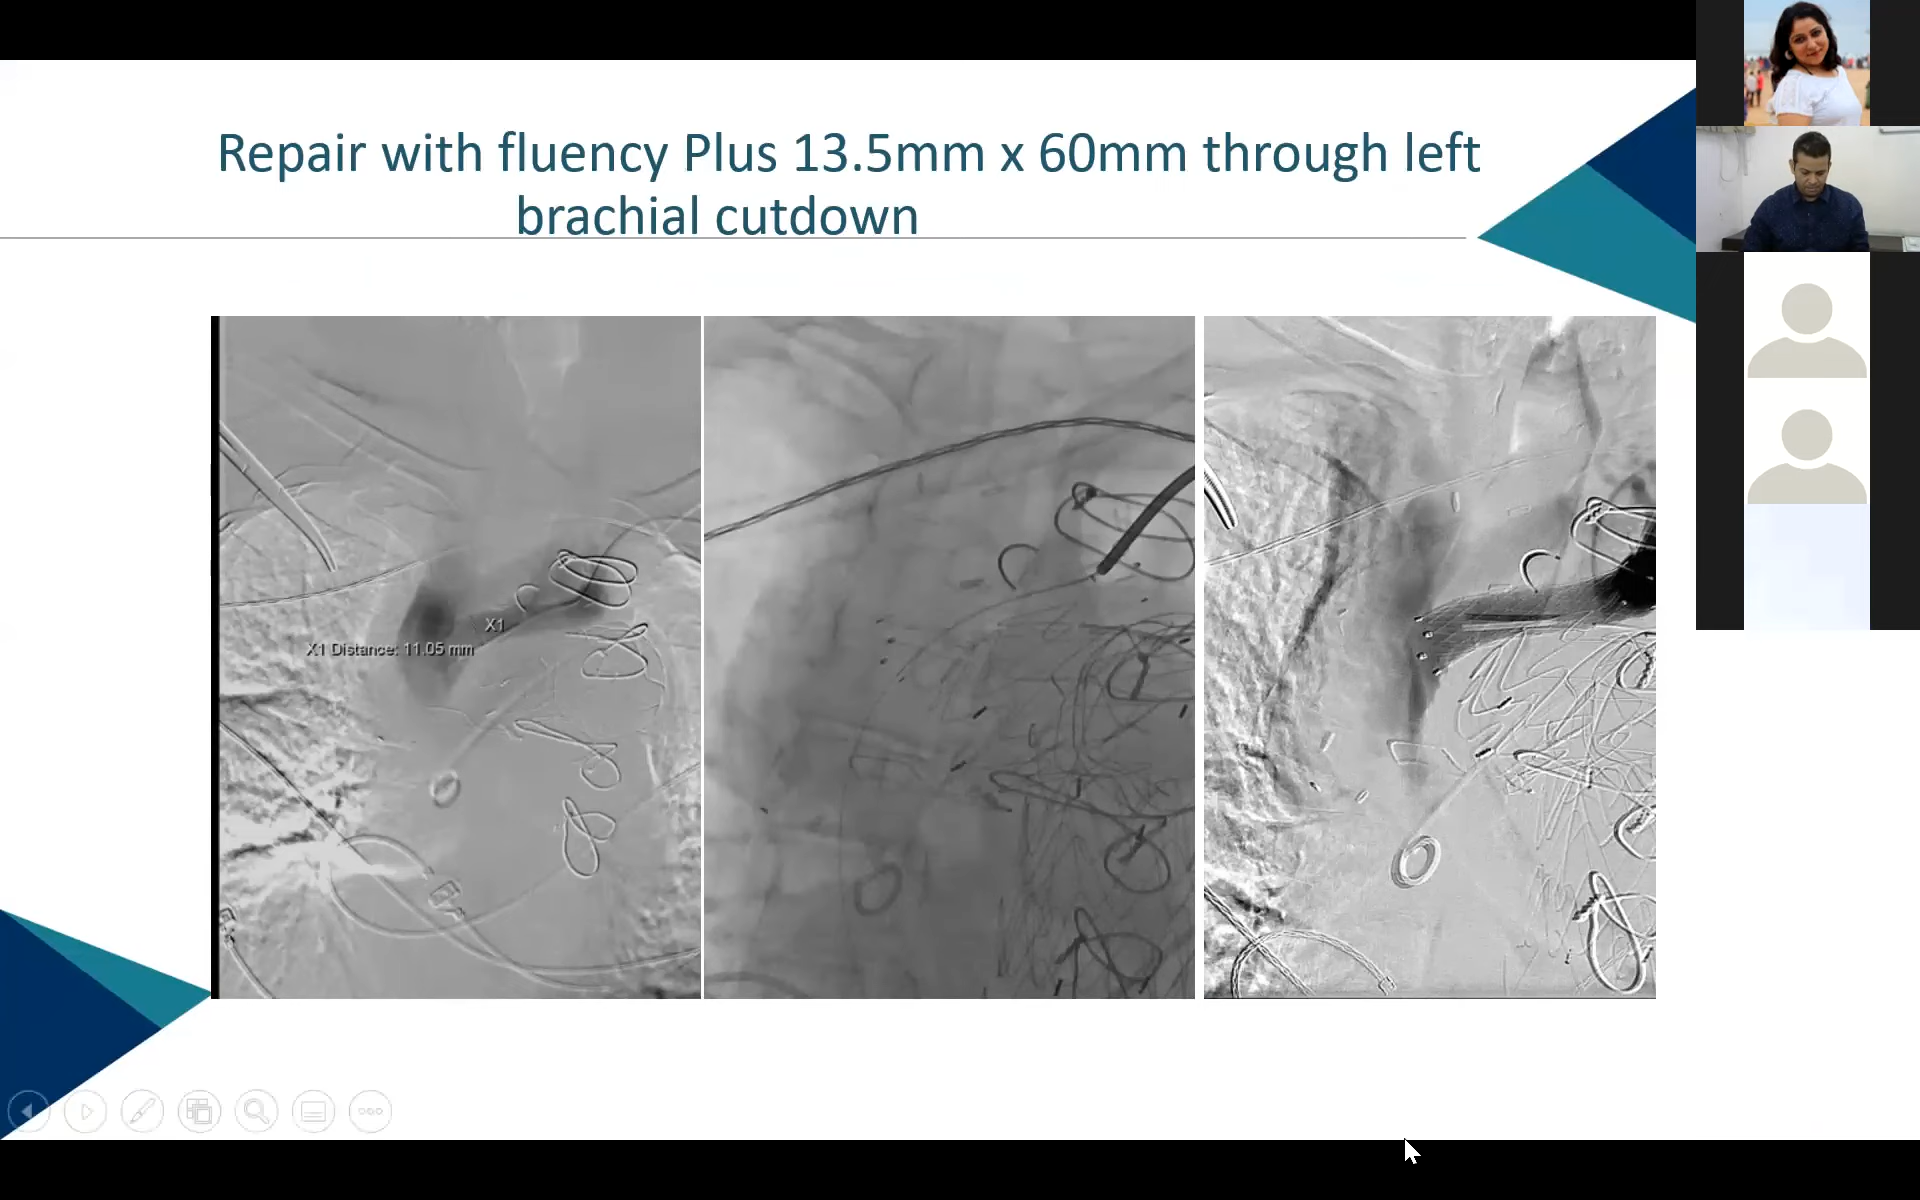 Repair with fluency Plus 13.5mm x 60mm through left
brachial cutdown
X1
X1 Distance: 11.05 mm